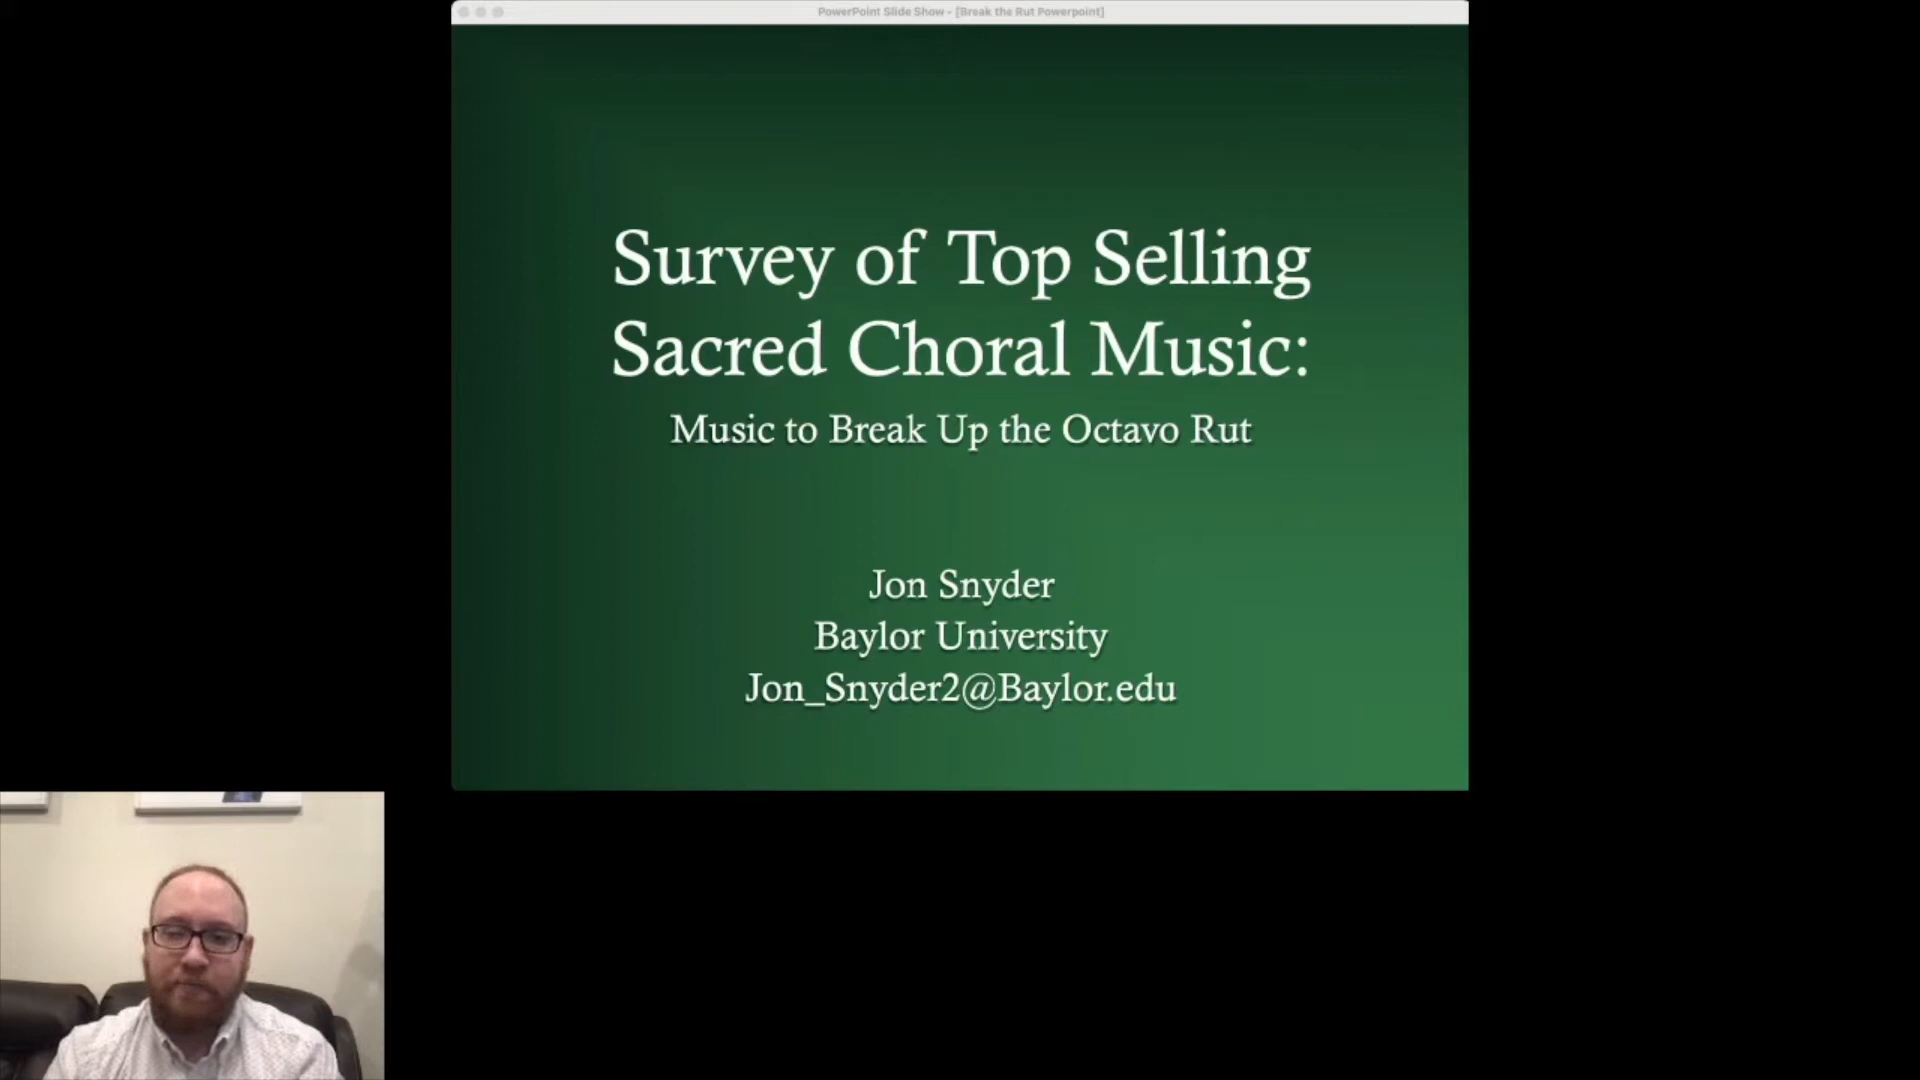 PowerPoint Slide Show - [Break the Rut Powerpoint]
Survey of Top Selling
Sacred Choral Music:
Music to Break Up the Octavo Rut
Jon Snyder
Baylor University
Jon_Snyder2@Baylor.edu